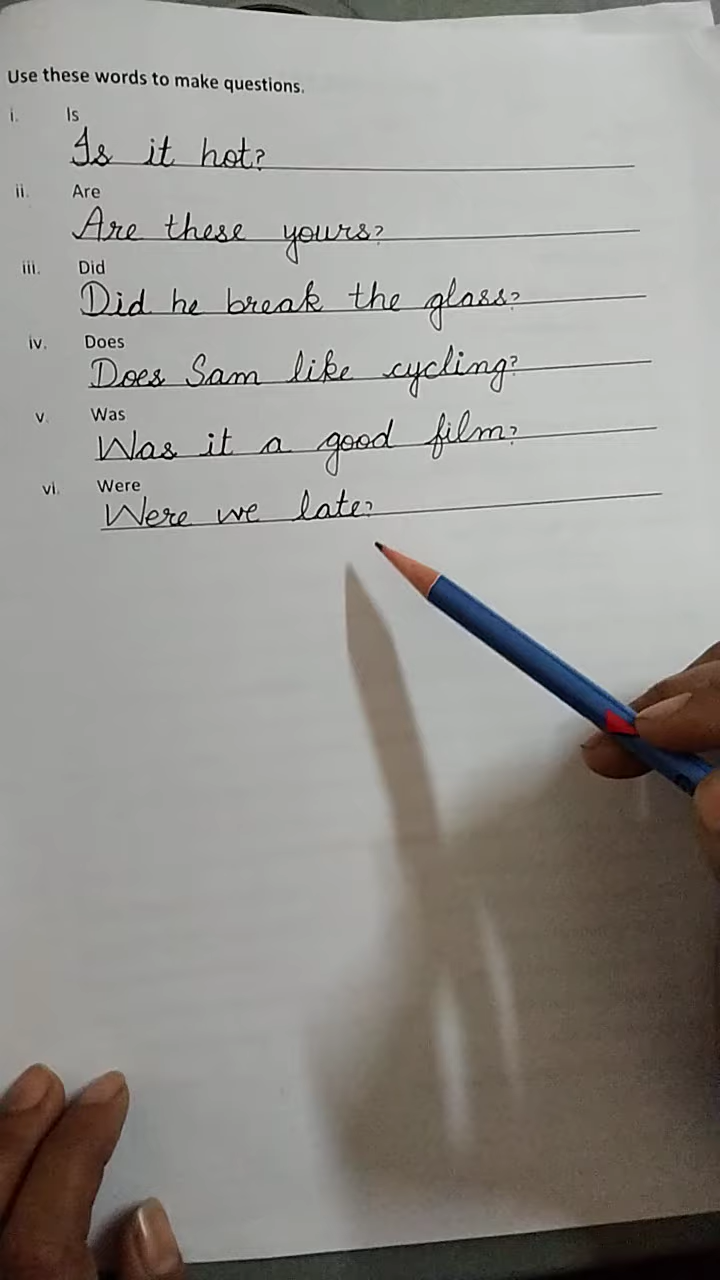 Use these words to make questions.
i. Is
Is it hot?
ii. Are
Are these yours?
iii. Did
Did he break the glass?
iv. Does
Does Sam like cycling?
v. Was
Was it a good film?
vi. Were
Were we late?